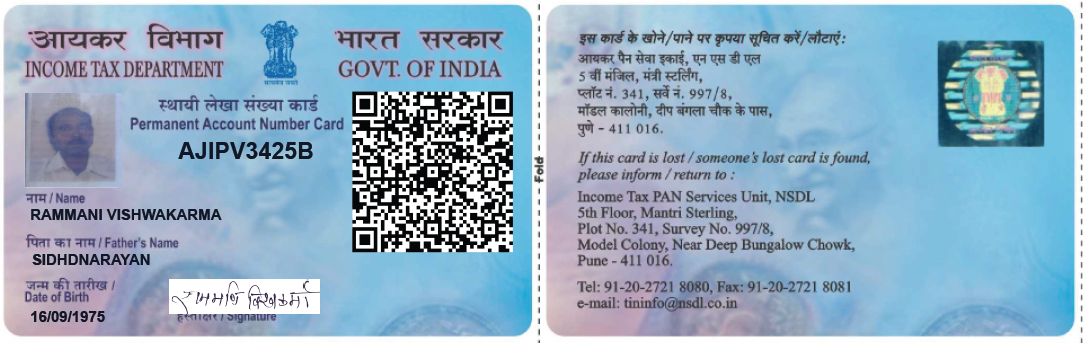 आयकर विभाग
INCOME TAX DEPARTMENT
भारत सरकार
GOVT. OF INDIA
सत्यमेव जयते
स्थायी लेखा संख्या कार्ड
Permanent Account Number Card
AJIPV3425B
नाम / Name
RAMMANI VISHWAKARMA
पिता का नाम / Father's Name
SIDHDNARAYAN
जन्म की तारीख /
Date of Birth
16/09/1975
राममणि विश्वकर्मा
हस्ताक्षर / Signature
Fold
इस कार्ड के खोने/पाने पर कृपया सूचित करें/लौटाएं :
आयकर पैन सेवा इकाई, एन एस डी एल
5 वीं मंजिल, मंत्री स्टर्लिंग,
प्लॉट नं. 341, सर्वे नं. 997/8,
मॉडल कालोनी, दीप बंगला चौक के पास,
पुणे - 411 016.
If this card is lost / someone's lost card is found,
please inform / return to :
Income Tax PAN Services Unit, NSDL
5th Floor, Mantri Sterling,
Plot No. 341, Survey No. 997/8,
Model Colony, Near Deep Bungalow Chowk,
Pune - 411 016.
Tel: 91-20-2721 8080, Fax: 91-20-2721 8081
e-mail: tininfo@nsdl.co.in